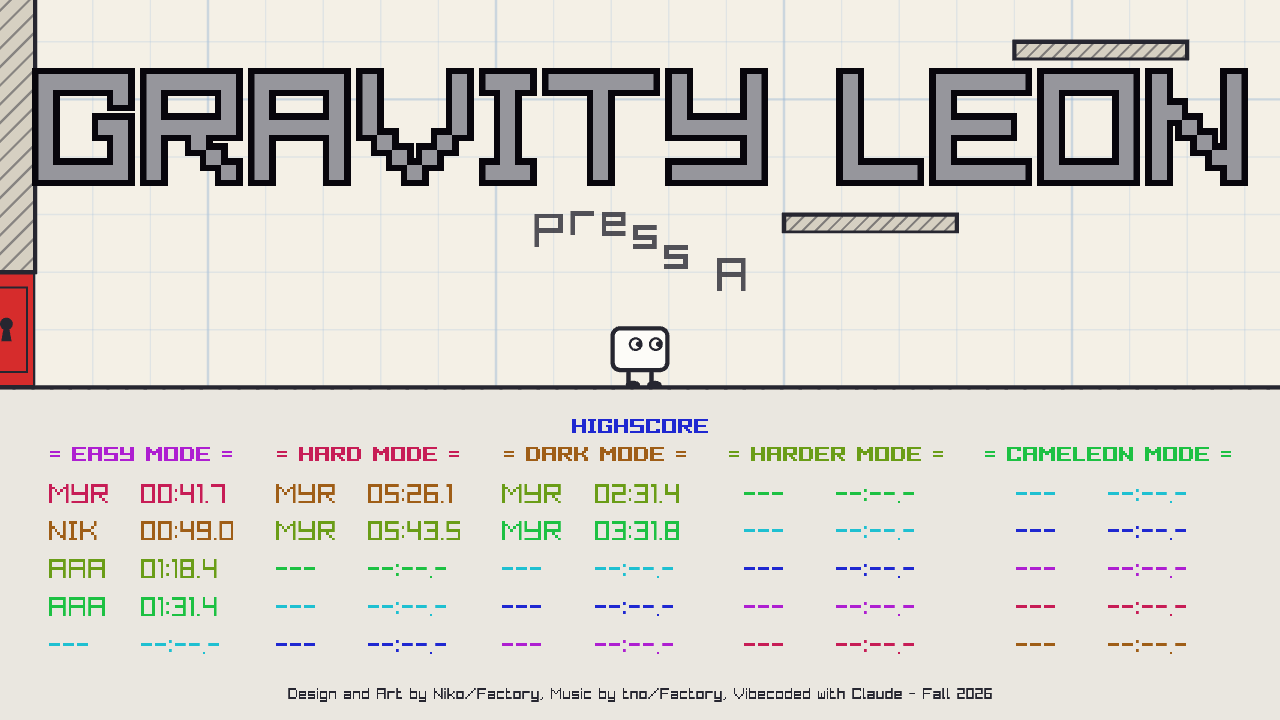 GRAVITY LEON
press A
HIGHSCORE
= EASY MODE = = HARD MODE = = DARK MODE = = HARDER MODE = = CAMELEON MODE =
MYR 00:41.7 MYR 05:26.1 MYR 02:31.4 --- --:--.- --- --:--.-
NIK 00:49.0 MYR 05:43.5 MYR 03:31.8 --- --:--.- --- --:--.-
AAA 01:18.4 --- --:--.- --- --:--.- --- --:--.- --- --:--.-
AAA 01:31.4 --- --:--.- --- --:--.- --- --:--.- --- --:--.-
--- --:--.- --- --:--.- --- --:--.- --- --:--.- --- --:--.-
Design and Art by Niko/Factory, Music by tno/Factory, Vibecoded with Claude - Fall 2026